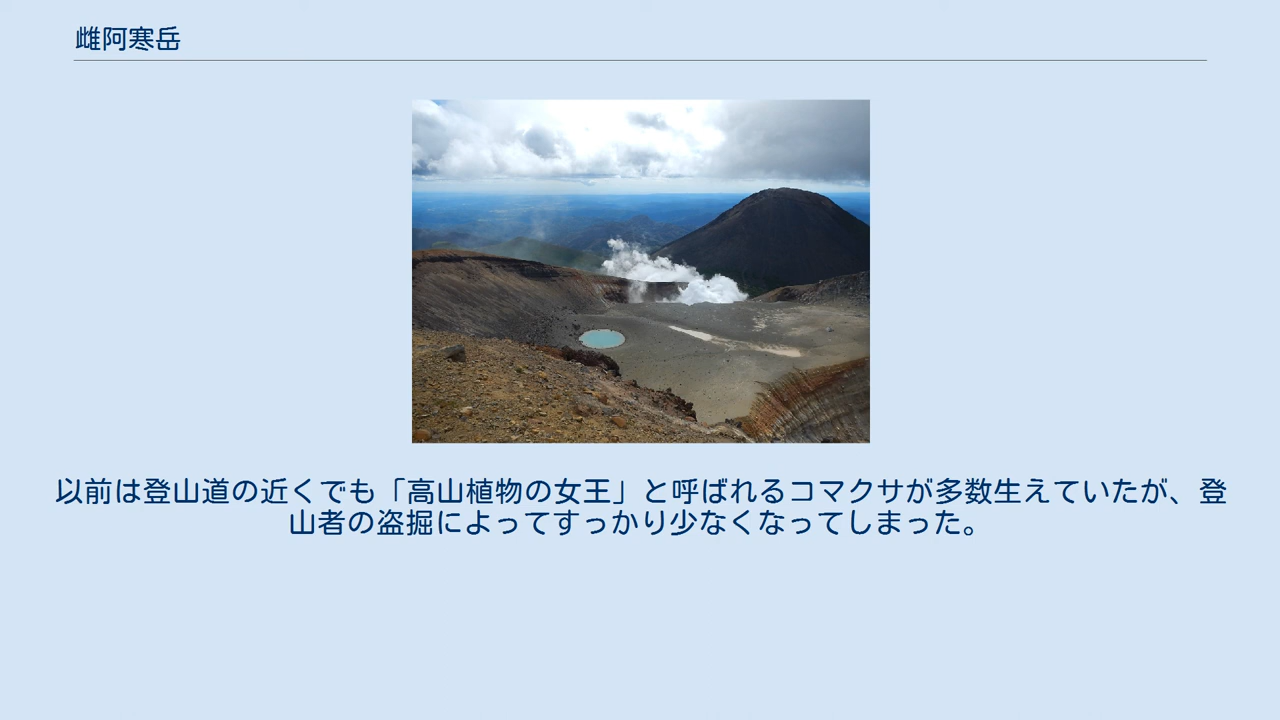 雌阿寒岳
以前は登山道の近くでも「高山植物の女王」と呼ばれるコマクサが多数生えていたが、登
山者の盗掘によってすっかり少なくなってしまった。